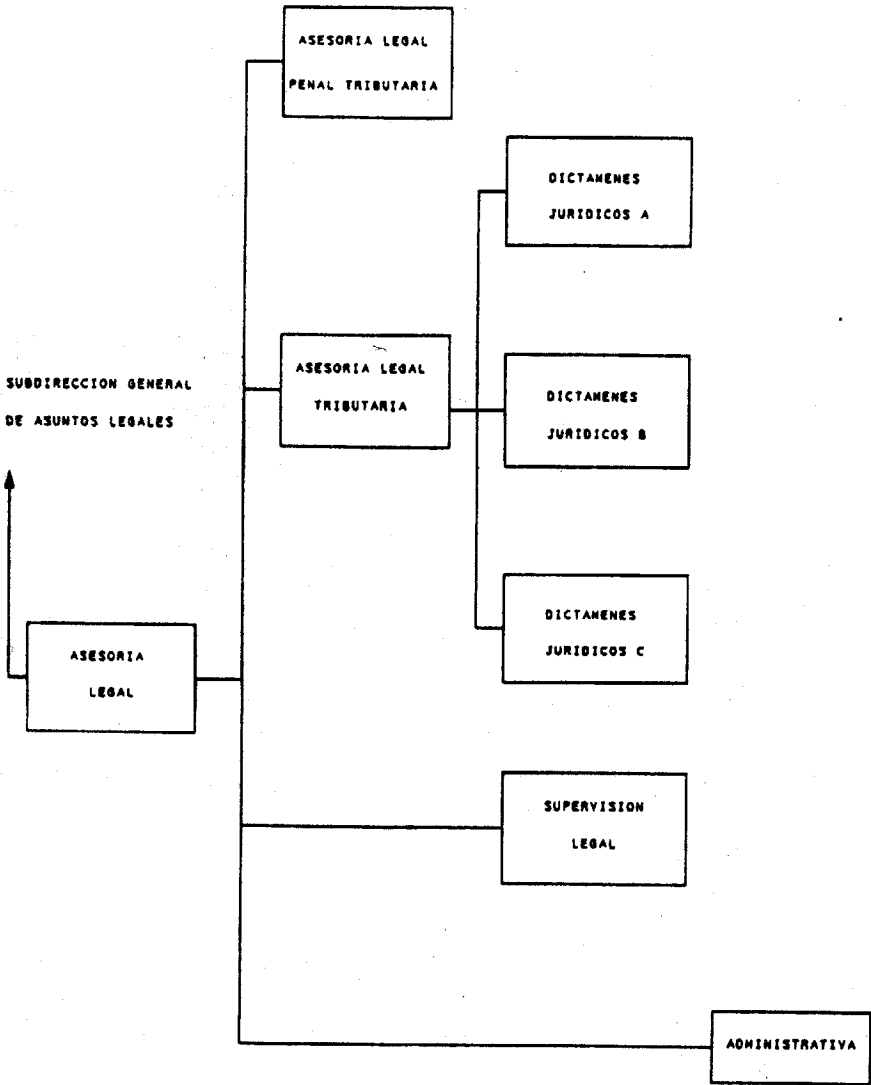 ASESORIA LEGAL
PENAL TRIBUTARIA
DICTAMENES
JURIDICOS A
ASESORIA LEGAL
TRIBUTARIA
DICTAMENES
JURIDICOS B
SUBDIRECCION GENERAL
DE ASUNTOS LEGALES
DICTAMENES
JURIDICOS C
ASESORIA
LEGAL
SUPERVISION
LEGAL
ADMINISTRATIVA